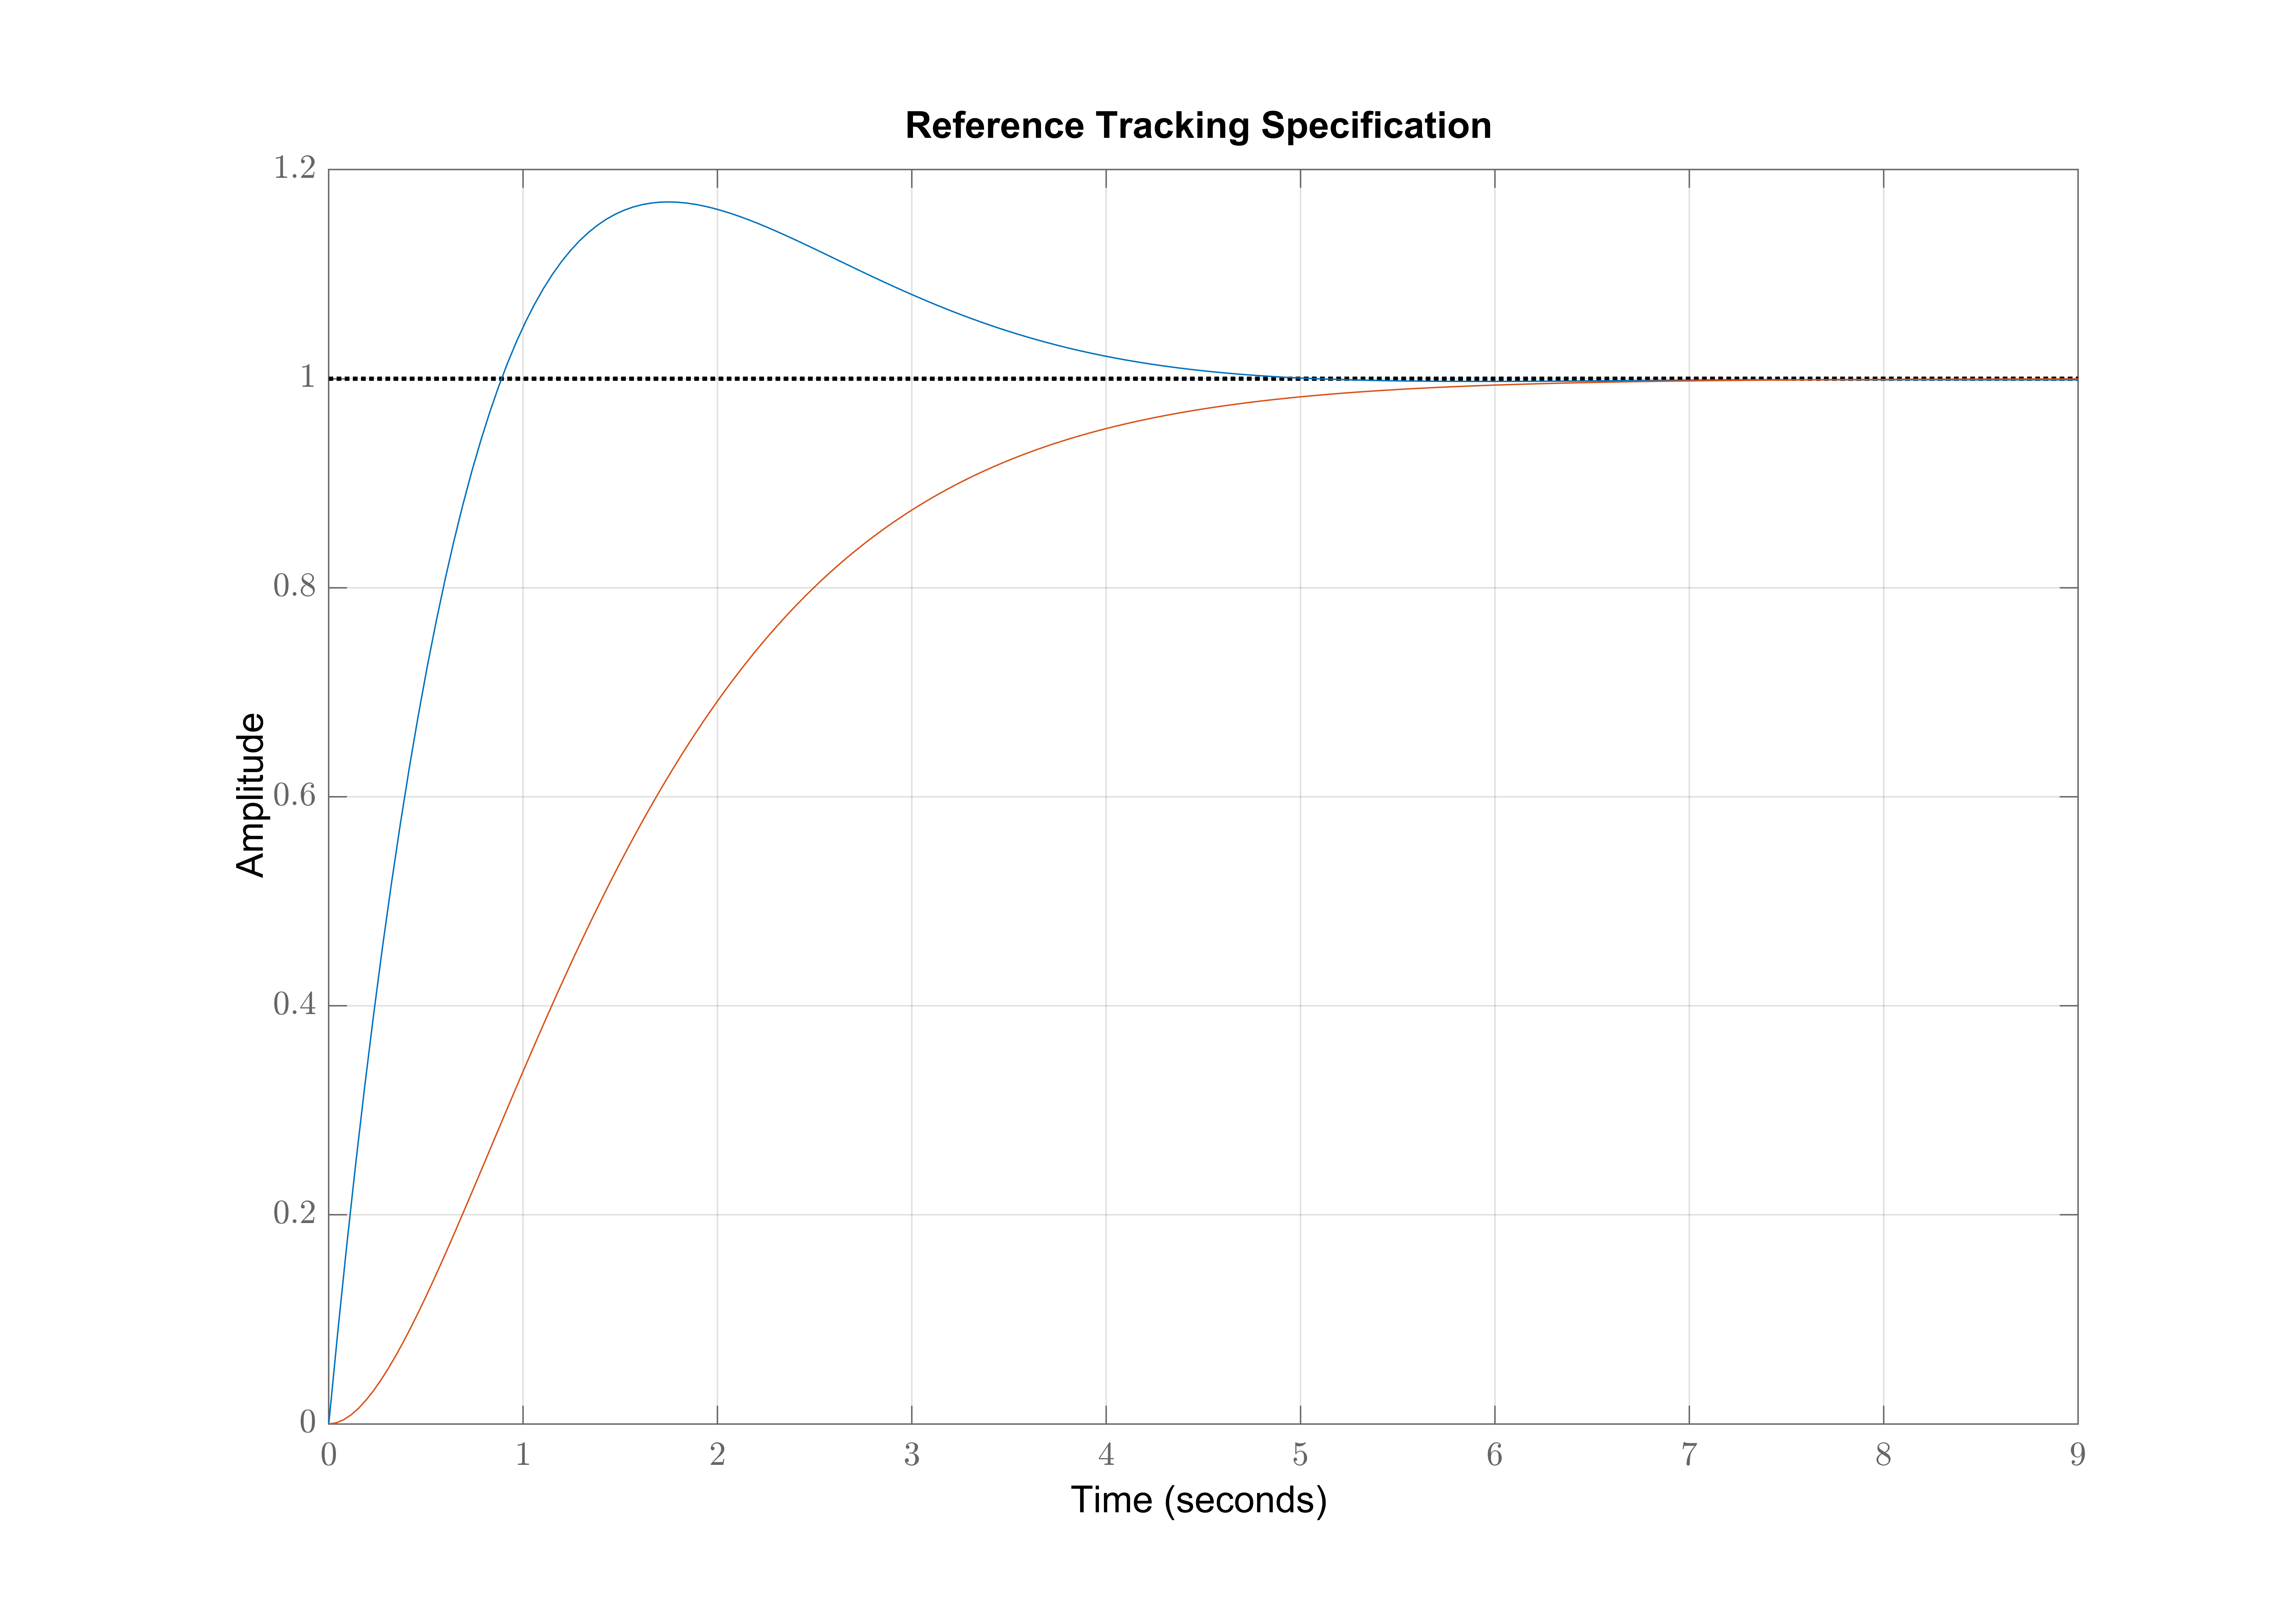 Reference Tracking Specification
1.2
1
0.8
0.6
0.4
0.2
0
Amplitude
0 1 2 3 4 5 6 7 8 9
Time (seconds)